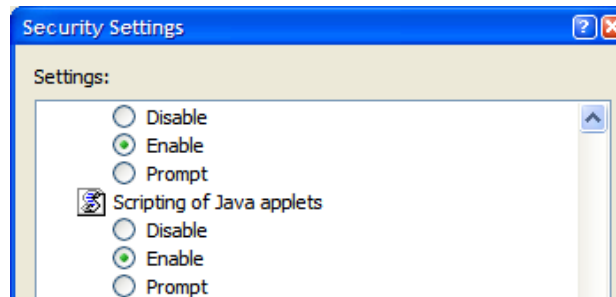 Security Settings
Settings:
Disable
Enable
Prompt
Scripting of Java applets
Disable
Enable
Prompt